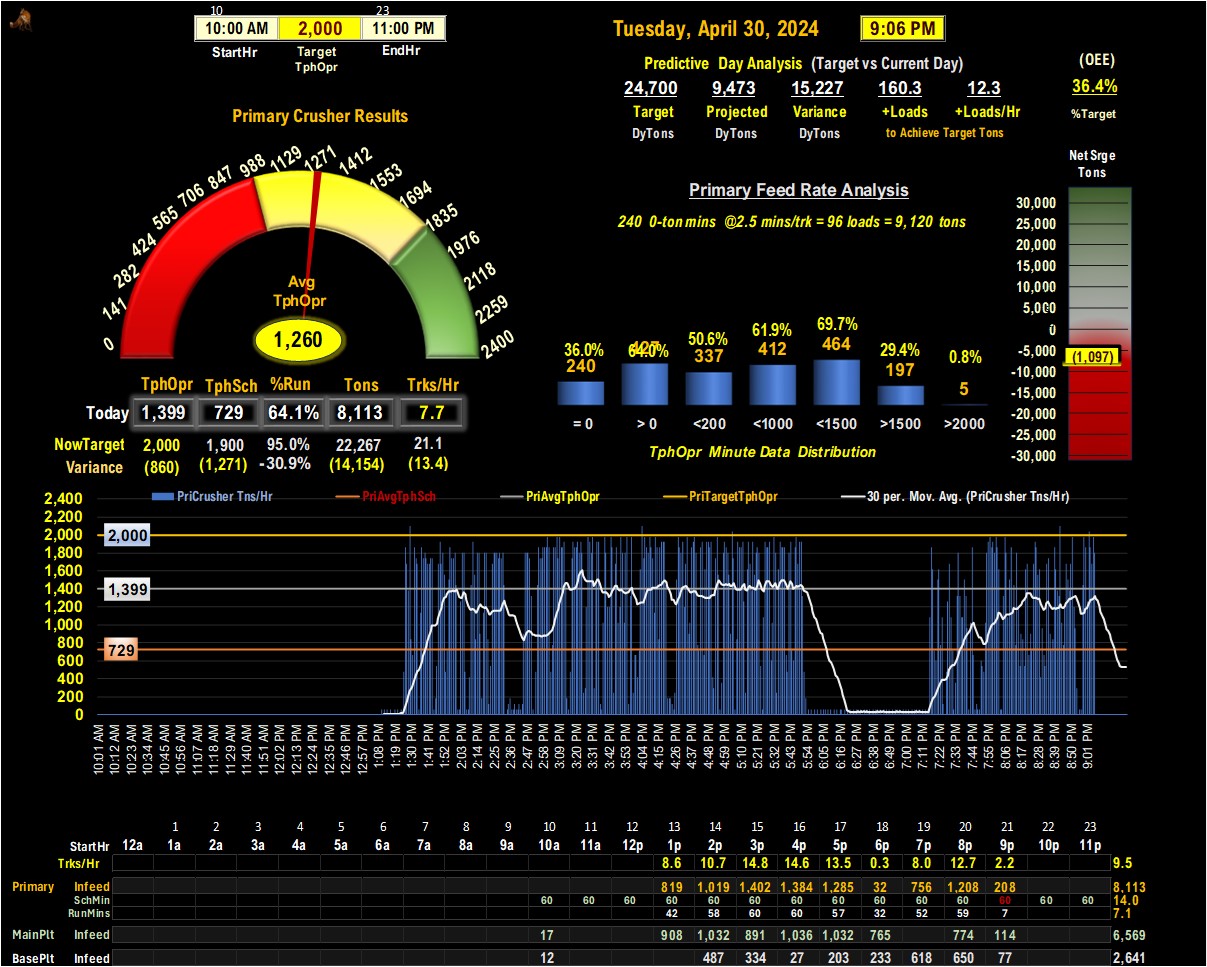 10 23
10:00 AM 2,000 11:00 PM
StartHr Target TphOpr EndHr
Tuesday, April 30, 2024 9:06 PM
Predictive Day Analysis (Target vs Current Day)
24,700 9,473 15,227 160.3 12.3
Target Projected Variance +Loads +Loads/Hr
DyTons DyTons DyTons to Achieve Target Tons
(OEE)
36.4%
%Target
Primary Crusher Results
0 141 282 424 565 706 847 988 1129 1271 1412 1553 1694 1835 1976 2118 2259 2400
Avg
TphOpr
1,260
TphOpr TphSch %Run Tons Trks/Hr
Today 1,399 729 64.1% 8,113 7.7
NowTarget 2,000 1,900 95.0% 22,267 21.1
Variance (860) (1,271) -30.9% (14,154) (13.4)
Primary Feed Rate Analysis
240 0-ton mins @2.5 mins/trk = 96 loads = 9,120 tons
36.0% 64.0% 50.6% 61.9% 69.7% 29.4% 0.8%
240 427 337 412 464 197 5
= 0 > 0 <200 <1000 <1500 >1500 >2000
TphOpr Minute Data Distribution
Net Srge
Tons
30,000
25,000
20,000
15,000
10,000
5,000
0
-5,000
(1,097)
-10,000
-15,000
-20,000
-25,000
-30,000
PriCrusher Tns/Hr PriAvgTphSch PriAvgTphOpr PriTargetTphOpr 30 per. Mov. Avg. (PriCrusher Tns/Hr)
2,400
2,200
2,000 2,000
1,800
1,600
1,400 1,399
1,200
1,000
800
729
600
400
200
0
10:01 AM 10:12 AM 10:23 AM 10:34 AM 10:45 AM 10:56 AM 11:07 AM 11:18 AM 11:29 AM 11:40 AM 11:51 AM 12:02 PM 12:13 PM 12:24 PM 12:35 PM 12:46 PM 12:57 PM 1:08 PM 1:19 PM 1:30 PM 1:41 PM 1:52 PM 2:03 PM 2:14 PM 2:25 PM 2:36 PM 2:47 PM 2:58 PM 3:09 PM 3:20 PM 3:31 PM 3:42 PM 3:53 PM 4:04 PM 4:15 PM 4:26 PM 4:37 PM 4:48 PM 4:59 PM 5:10 PM 5:21 PM 5:32 PM 5:43 PM 5:54 PM 6:05 PM 6:16 PM 6:27 PM 6:38 PM 6:49 PM 7:00 PM 7:11 PM 7:22 PM 7:33 PM 7:44 PM 7:55 PM 8:06 PM 8:17 PM 8:28 PM 8:39 PM 8:50 PM 9:01 PM
1 2 3 4 5 6 7 8 9 10 11 12 13 14 15 16 17 18 19 20 21 22 23
StartHr 12a 1a 2a 3a 4a 5a 6a 7a 8a 9a 10a 11a 12p 1p 2p 3p 4p 5p 6p 7p 8p 9p 10p 11p
Trks/Hr 8.6 10.7 14.8 14.6 13.5 0.3 8.0 12.7 2.2 9.5
Primary Infeed 819 1,019 1,402 1,384 1,285 32 756 1,208 208 8,113
SchMin 60 60 60 60 60 60 60 60 60 60 60 60 60 60 14.0
RunMins 42 58 60 60 57 32 52 59 7 7.1
MainPlt Infeed 17 908 1,032 891 1,036 1,032 765 774 114 6,569
BasePlt Infeed 12 487 334 27 203 233 618 650 77 2,641